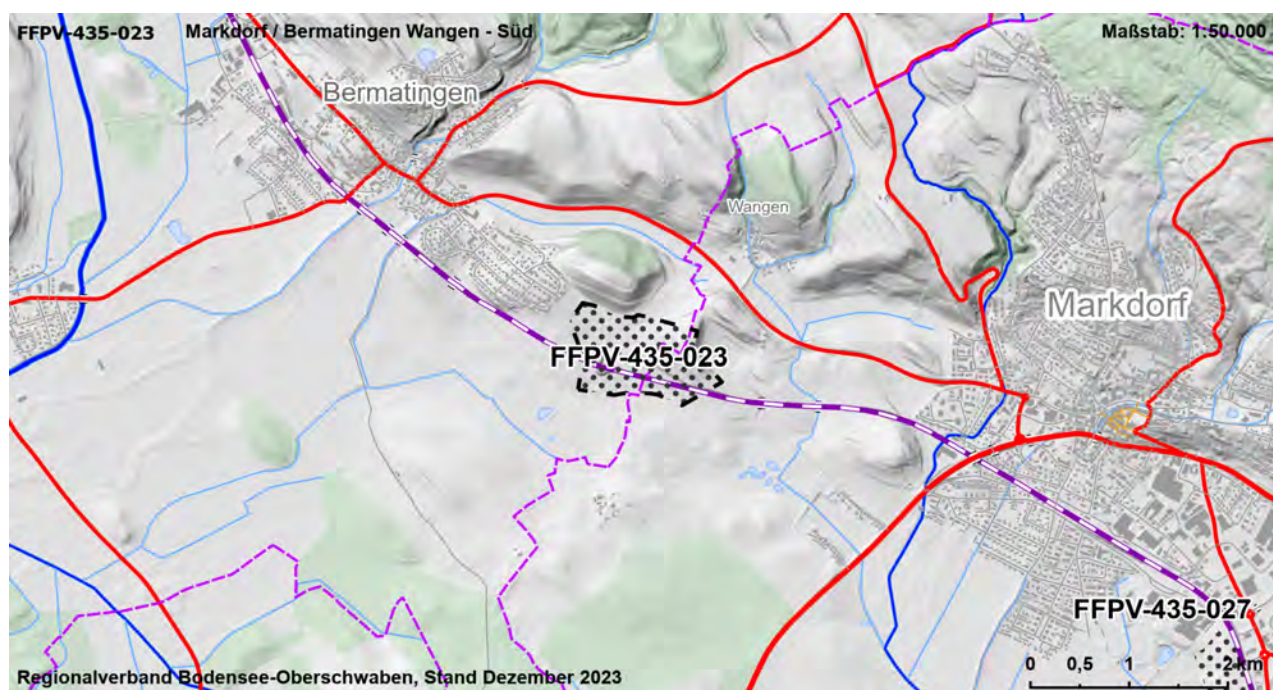 FFPV-435-023 Markdorf / Bermatingen Wangen - Süd Maßstab: 1:50.000
Bermatingen
Wangen
Markdorf
FFPV-435-023
FFPV-435-027
0 0,5 1 2 km
Regionalverband Bodensee-Oberschwaben, Stand Dezember 2023